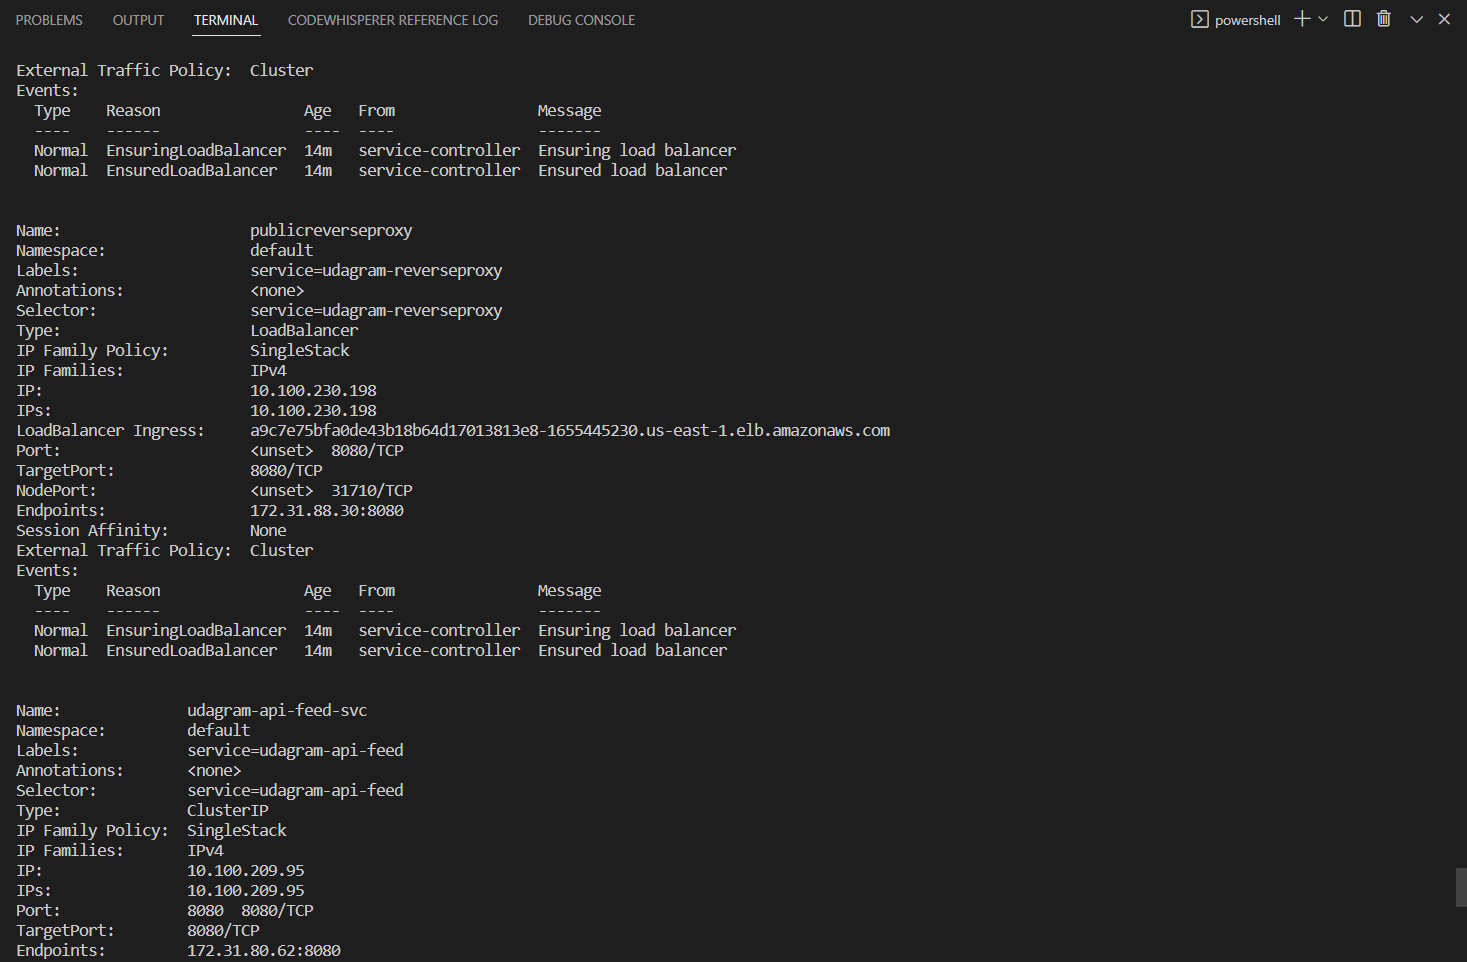 PROBLEMS OUTPUT TERMINAL CODEWHISPERER REFERENCE LOG DEBUG CONSOLE powershell
External Traffic Policy:  Cluster
Events:
  Type    Reason                Age   From                Message
  ----    ------                ----  ----                -------
  Normal  EnsuringLoadBalancer  14m   service-controller  Ensuring load balancer
  Normal  EnsuredLoadBalancer   14m   service-controller  Ensured load balancer
Name:                     publicreverseproxy
Namespace:                default
Labels:                   service=udagram-reverseproxy
Annotations:              <none>
Selector:                 service=udagram-reverseproxy
Type:                     LoadBalancer
IP Family Policy:         SingleStack
IP Families:              IPv4
IP:                       10.100.230.198
IPs:                      10.100.230.198
LoadBalancer Ingress:     a9c7e75bfa0de43b18b64d17013813e8-1655445230.us-east-1.elb.amazonaws.com
Port:                     <unset>  8080/TCP
TargetPort:               8080/TCP
NodePort:                 <unset>  31710/TCP
Endpoints:                172.31.88.30:8080
Session Affinity:         None
External Traffic Policy:  Cluster
Events:
  Type    Reason                Age   From                Message
  ----    ------                ----  ----                -------
  Normal  EnsuringLoadBalancer  14m   service-controller  Ensuring load balancer
  Normal  EnsuredLoadBalancer   14m   service-controller  Ensured load balancer
Name:              udagram-api-feed-svc
Namespace:         default
Labels:            service=udagram-api-feed
Annotations:       <none>
Selector:          service=udagram-api-feed
Type:              ClusterIP
IP Family Policy:  SingleStack
IP Families:       IPv4
IP:                10.100.209.95
IPs:               10.100.209.95
Port:              8080  8080/TCP
TargetPort:        8080/TCP
Endpoints:         172.31.80.62:8080